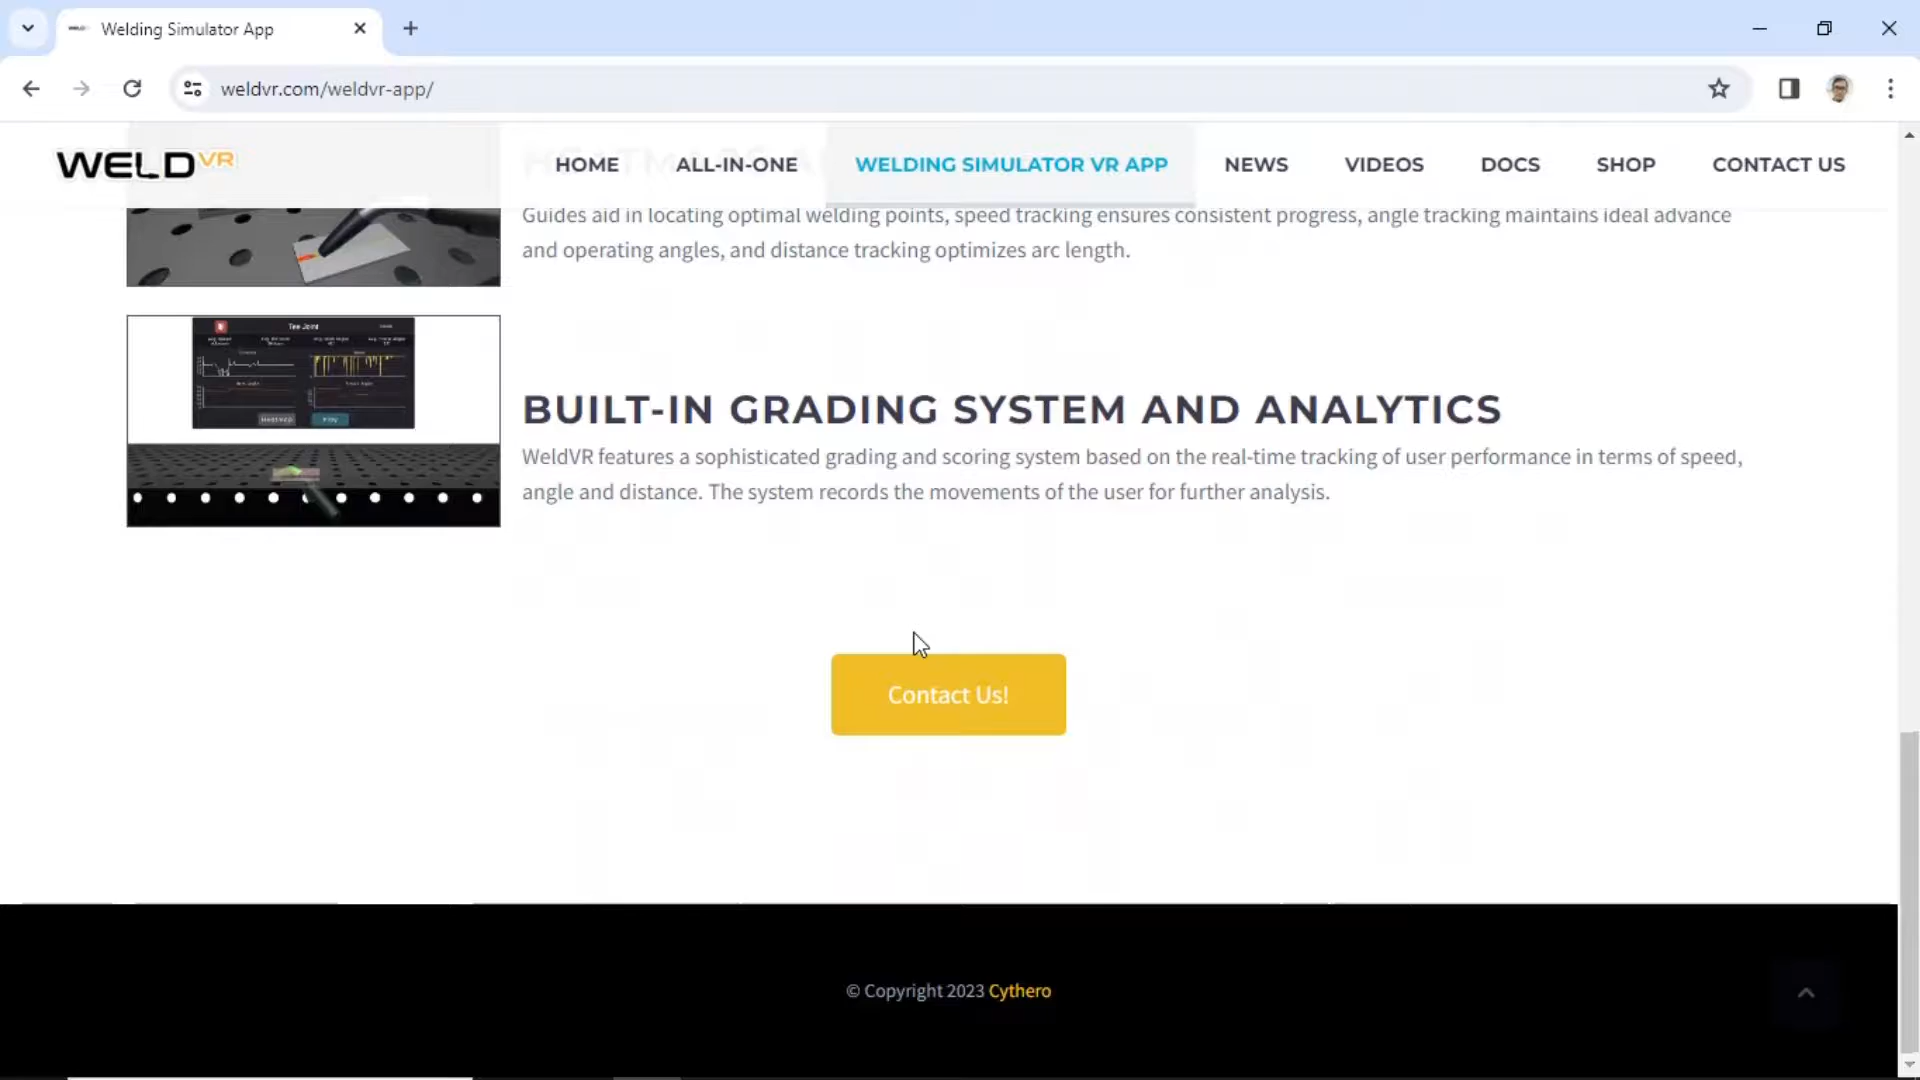 Welding Simulator App
weldvr.com/weldvr-app/
WELDVR
HOME ALL-IN-ONE WELDING SIMULATOR VR APP NEWS VIDEOS DOCS SHOP CONTACT US
Guides aid in locating optimal welding points, speed tracking ensures consistent progress, angle tracking maintains ideal advance
and operating angles, and distance tracking optimizes arc length.
Tee Joint
Heatmap Play
BUILT-IN GRADING SYSTEM AND ANALYTICS
WeldVR features a sophisticated grading and scoring system based on the real-time tracking of user performance in terms of speed,
angle and distance. The system records the movements of the user for further analysis.
Contact Us!
© Copyright 2023 Cythero